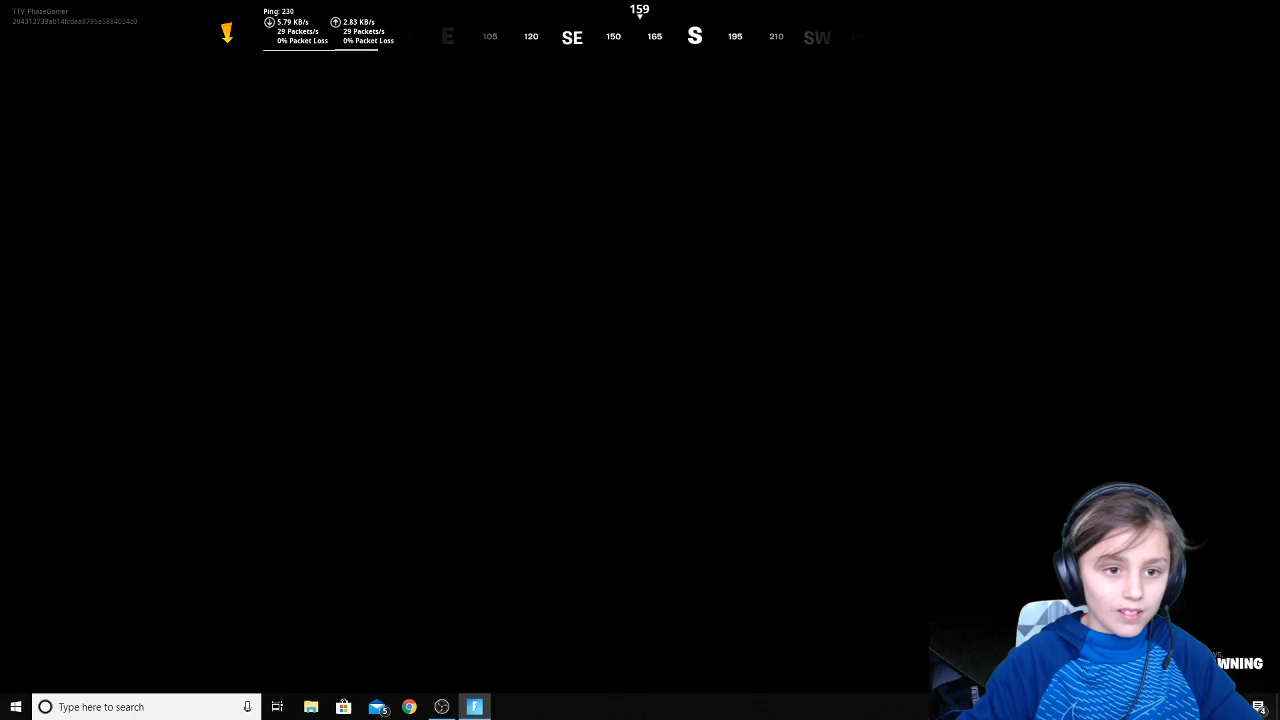 TTV_PhazeGamer
Ping: 230
5.79 KB/s 2.83 KB/s
29 Packets/s 29 Packets/s
0% Packet Loss 0% Packet Loss
159
E 105 120 SE 150 165 S 195 210 SW
WNING
Type here to search
5
F